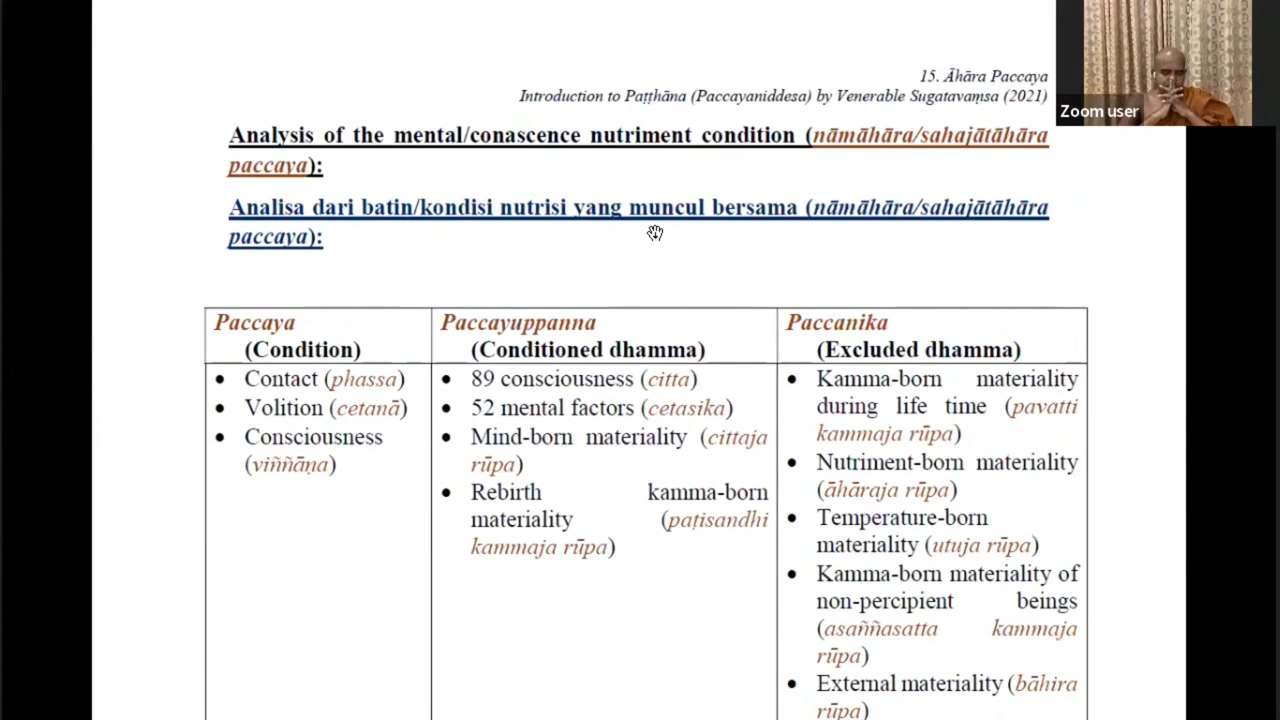 15. Āhāra Paccaya
Introduction to Paṭṭhāna (Paccayaniddesa) by Venerable Sugatavaṃsa (2021)
Zoom user
Analysis of the mental/conascence nutriment condition (nāmāhāra/sahajātāhāra
paccaya):
Analisa dari batin/kondisi nutrisi yang muncul bersama (nāmāhāra/sahajātāhāra
paccaya):
Paccaya
(Condition)
• Contact (phassa)
• Volition (cetanā)
• Consciousness
(viññāṇa)
Paccayuppanna
(Conditioned dhamma)
• 89 consciousness (citta)
• 52 mental factors (cetasika)
• Mind-born materiality (cittaja
rūpa)
• Rebirth kamma-born
materiality (paṭisandhi
kammaja rūpa)
Paccanika
(Excluded dhamma)
• Kamma-born materiality
during life time (pavatti
kammaja rūpa)
• Nutriment-born materiality
(āhāraja rūpa)
• Temperature-born
materiality (utuja rūpa)
• Kamma-born materiality of
non-percipient beings
(asaññasatta kammaja
rūpa)
• External materiality (bāhira
rūpa)